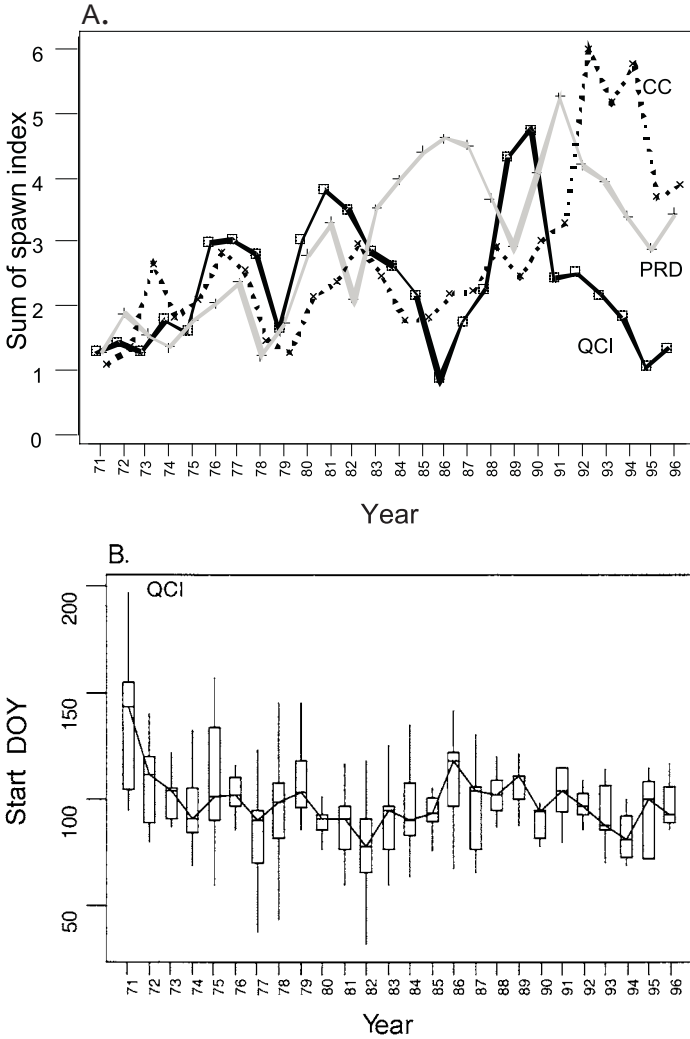 A.
6
5
4
3
2
1
0
Sum of spawn index
CC
PRD
QCI
71 72 73 74 75 76 77 78 79 80 81 82 83 84 85 86 87 88 89 90 91 92 93 94 95 96
Year
B.
QCI
200
150
100
50
Start DOY
71 72 73 74 75 76 77 78 79 80 81 82 83 84 85 86 87 88 89 90 91 92 93 94 95 96
Year